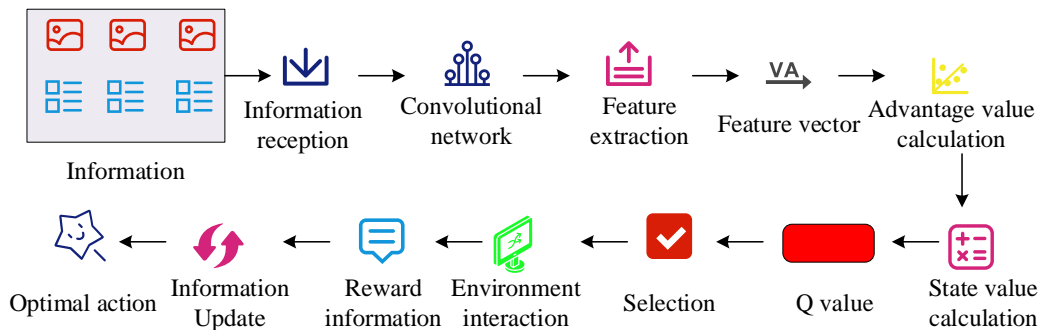 Information
Information
reception
Convolutional
network
Feature
extraction
VA
Feature vector
Advantage value
calculation
Optimal action
Information
Update
Reward
information
Environment
interaction
Selection
Q value
State value
calculation